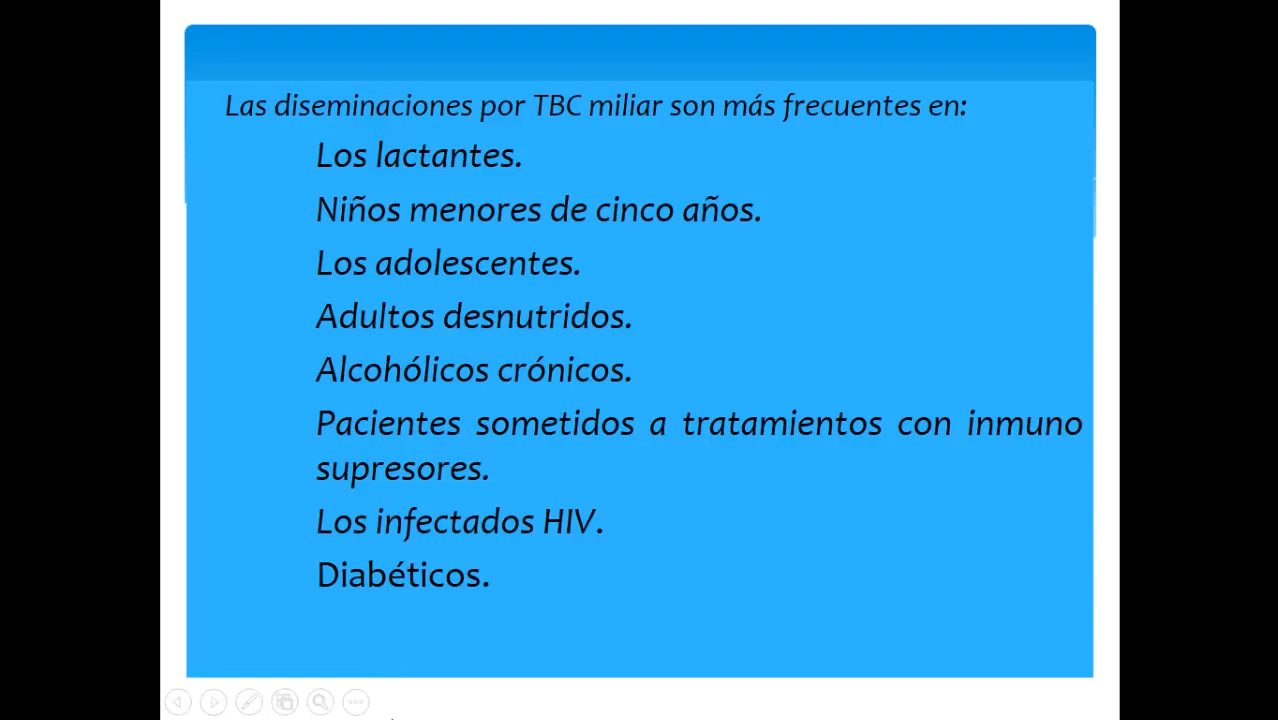 Las diseminaciones por TBC miliar son más frecuentes en:
Los lactantes.
Niños menores de cinco años.
Los adolescentes.
Adultos desnutridos.
Alcohólicos crónicos.
Pacientes sometidos a tratamientos con inmuno
supresores.
Los infectados HIV.
Diabéticos.